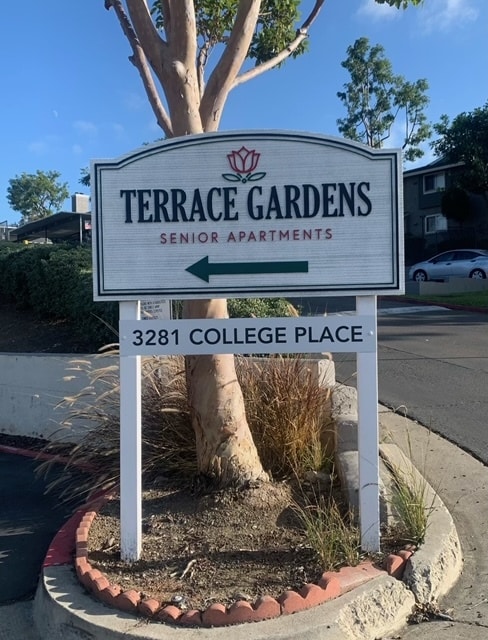 TERRACE GARDENS
SENIOR APARTMENTS
3281 COLLEGE PLACE